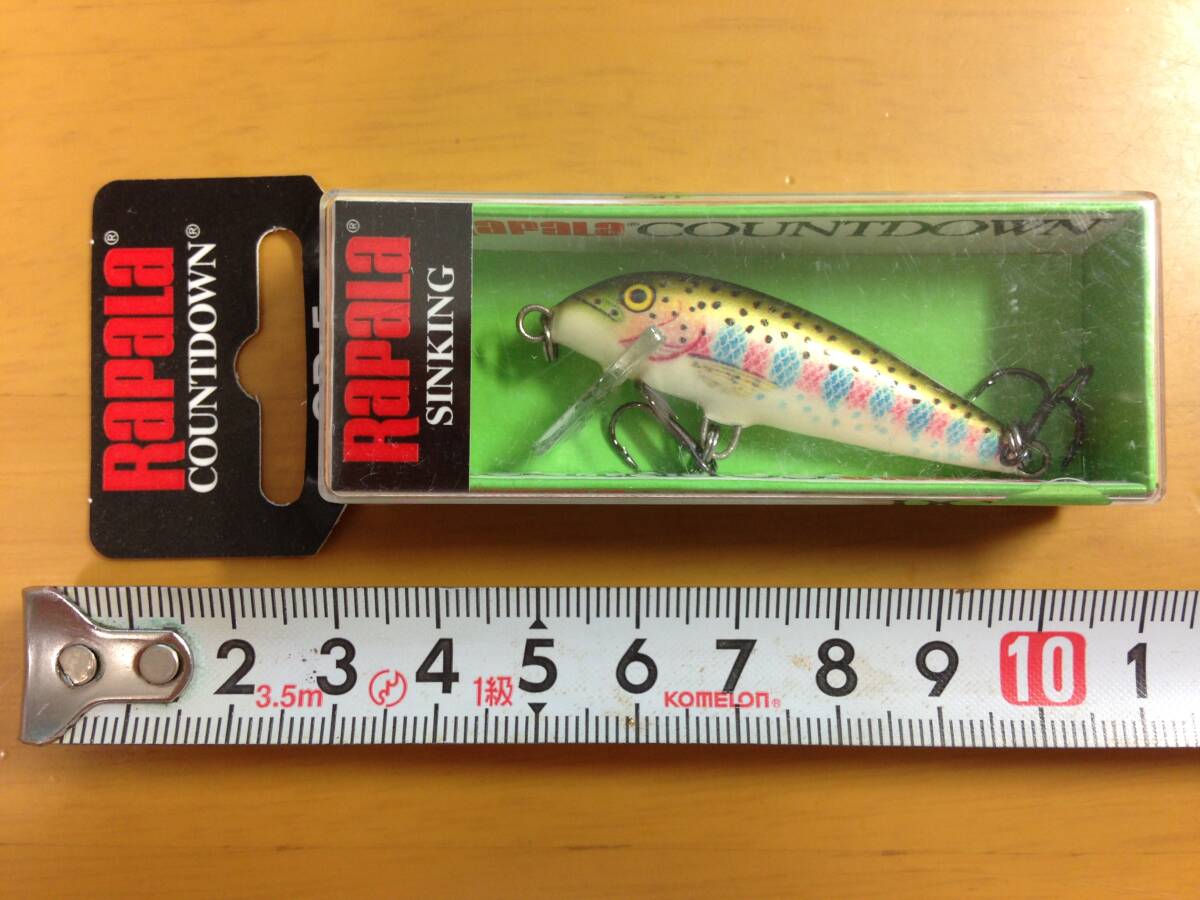 RAPALA®
COUNTDOWN®
RAPALA®
SINKING
RAPALA COUNTDOWN
2 3 4 5 6 7 8 9 10 1
3.5m 1級 KOMELON®